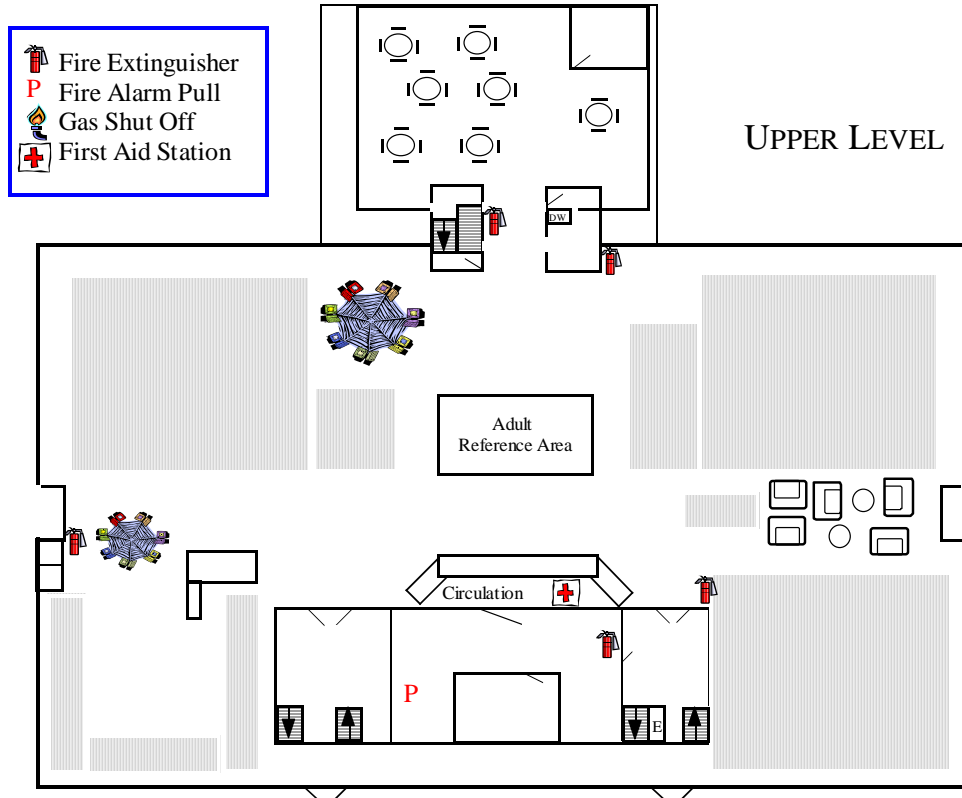 Fire Extinguisher
P Fire Alarm Pull
Gas Shut Off
First Aid Station
UPPER LEVEL
DW
Adult
Reference Area
Circulation
P
E